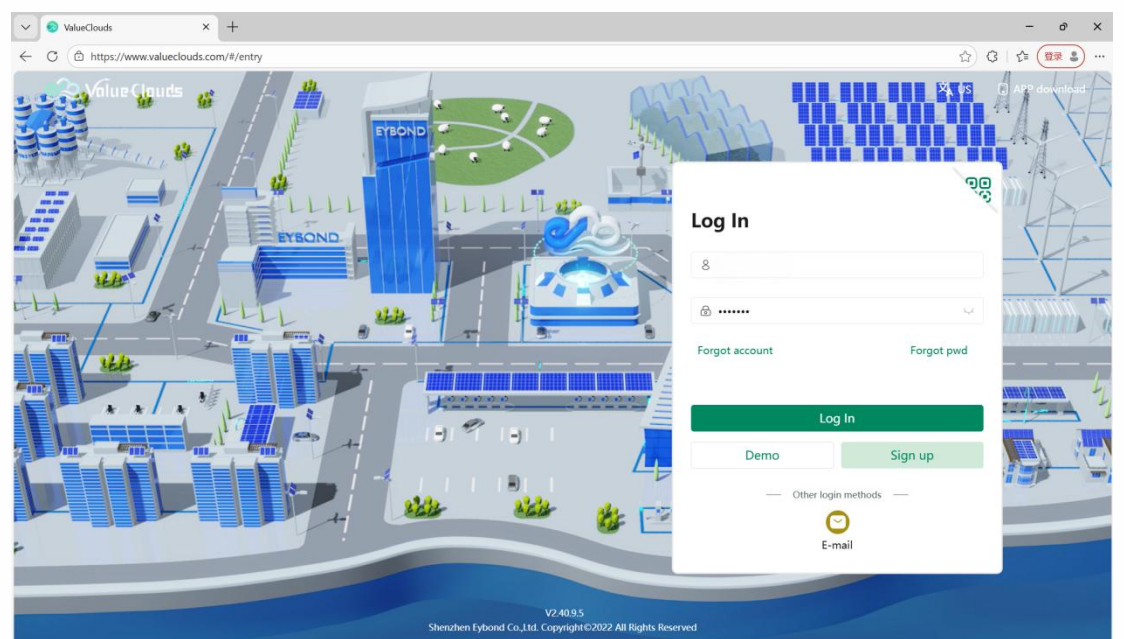 ValueClouds
https://www.valueclouds.com/#/entry
登录
ValueClouds
US
APP download
EYBOND
EYBOND
Log In
Forgot account
Forgot pwd
Log In
Demo
Sign up
Other login methods
E-mail
V2.40.9.5
Shenzhen Eybond Co.,Ltd. Copyright©2022 All Rights Reserved